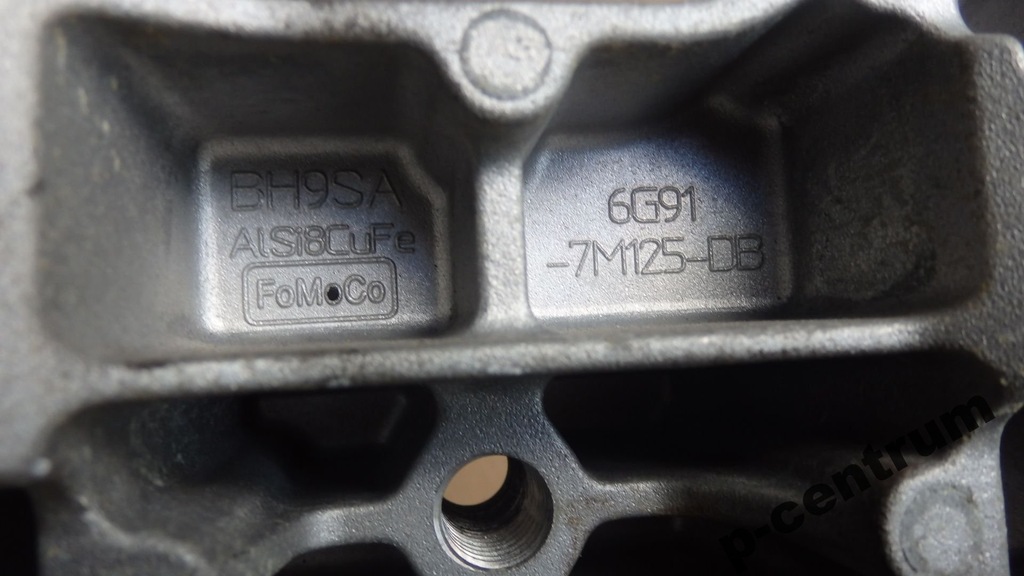 BH9SA
AlSi8CuFe
FoMoCo
6G91
-7M125-DB
p-centrum